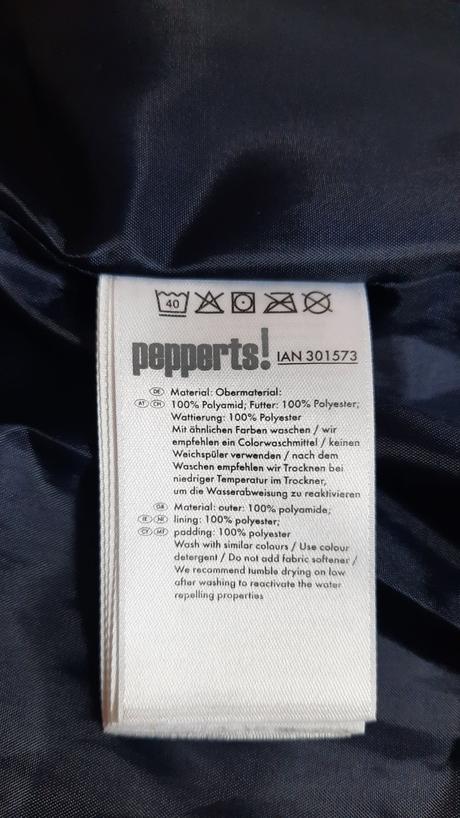 40
pepperts! IAN 301573
DE Material: Obermaterial:
AT CH 100% Polyamid; Futter: 100% Polyester;
Wattierung: 100% Polyester
Mit ähnlichen Farben waschen / wir
empfehlen ein Colorwaschmittel / keinen
Weichspüler verwenden / nach dem
Waschen empfehlen wir Trocknen bei
niedriger Temperatur im Trockner,
um die Wasserabweisung zu reaktivieren
GB Material: outer: 100% polyamide;
IE NI lining: 100% polyester;
CY MT padding: 100% polyester
Wash with similar colours / Use colour
detergent / Do not add fabric softener /
We recommend tumble drying on low
after washing to reactivate the water
repelling properties